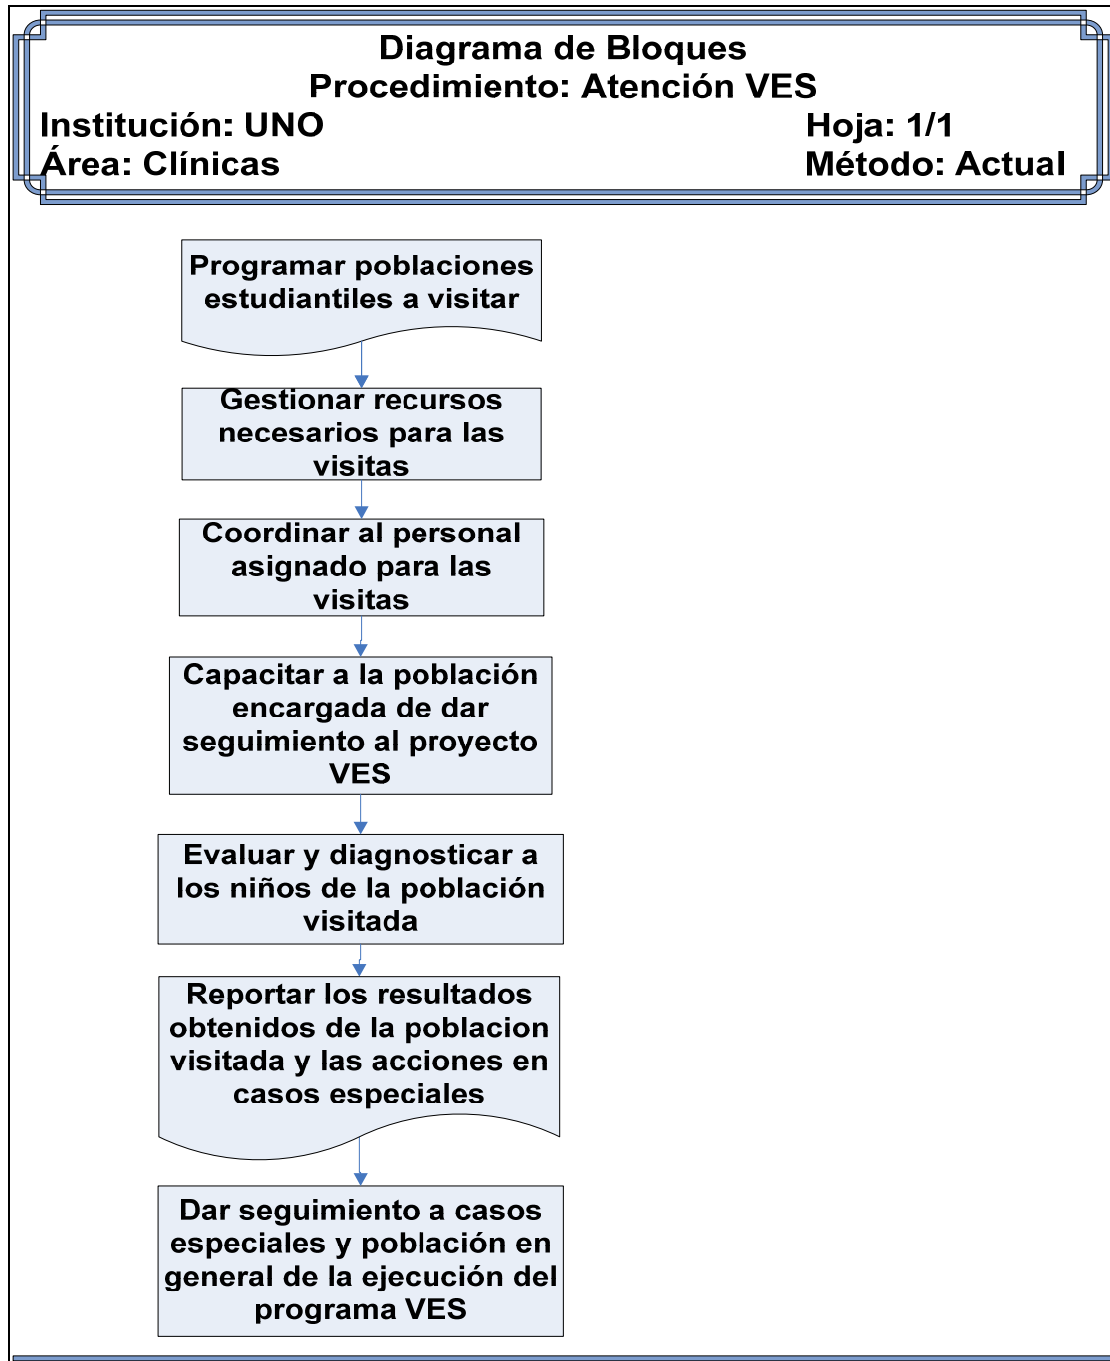 Diagrama de Bloques
Procedimiento: Atención VES
Institución: UNO
Hoja: 1/1
Área: Clínicas
Método: Actual
Programar poblaciones
estudiantiles a visitar
Gestionar recursos
necesarios para las
visitas
Coordinar al personal
asignado para las
visitas
Capacitar a la población
encargada de dar
seguimiento al proyecto
VES
Evaluar y diagnosticar a
los niños de la población
visitada
Reportar los resultados
obtenidos de la poblacion
visitada y las acciones en
casos especiales
Dar seguimiento a casos
especiales y población en
general de la ejecución del
programa VES